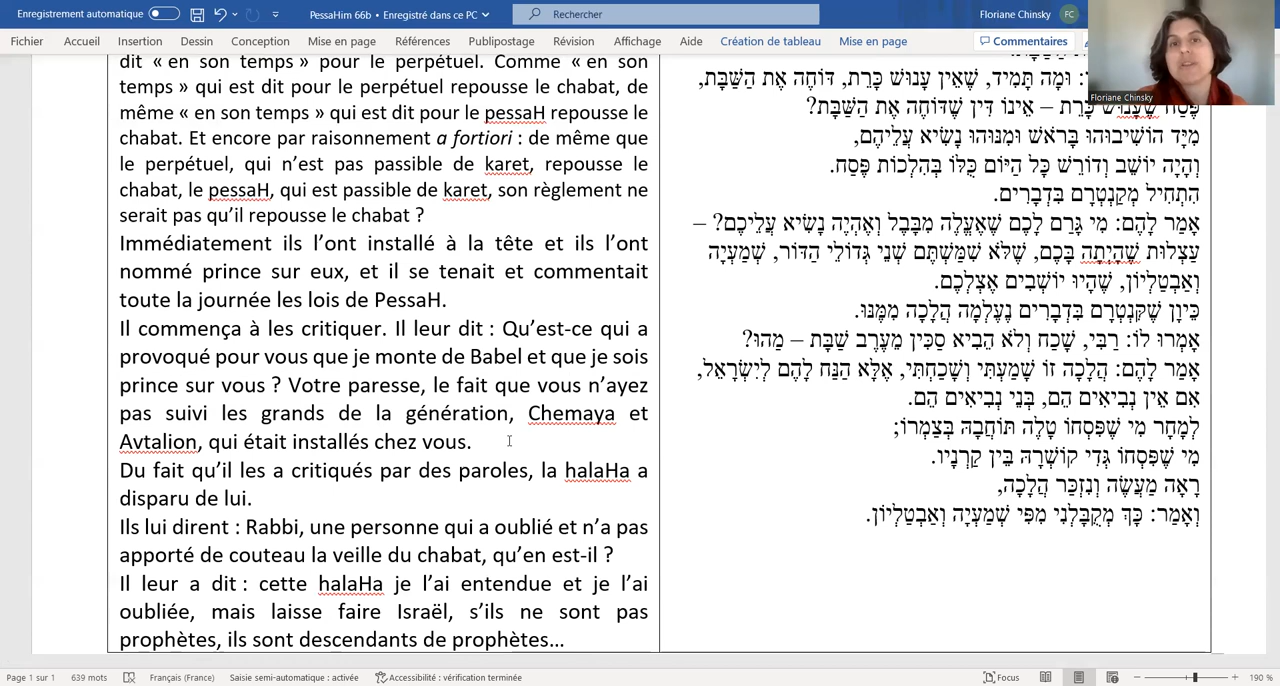 Enregistrement automatique
PessaHim 66b • Enregistré dans ce PC
Rechercher
Floriane Chinsky FC
Fichier Accueil Insertion Dessin Conception Mise en page Références Publipostage Révision Affichage Aide Création de tableau Mise en page Commentaires
Floriane Chinsky
dit « en son temps » pour le perpétuel. Comme « en son
temps » qui est dit pour le perpétuel repousse le chabat, de
même « en son temps » qui est dit pour le pessaH repousse le
chabat. Et encore par raisonnement a fortiori : de même que
le perpétuel, qui n’est pas passible de karet, repousse le
chabat, le pessaH, qui est passible de karet, son règlement ne
serait pas qu’il repousse le chabat ?
Immédiatement ils l’ont installé à la tête et ils l’ont
nommé prince sur eux, et il se tenait et commentait
toute la journée les lois de PessaH.
Il commença à les critiquer. Il leur dit : Qu’est-ce qui a
provoqué pour vous que je monte de Babel et que je sois
prince sur vous ? Votre paresse, le fait que vous n’ayez
pas suivi les grands de la génération, Chemaya et
Avtalion, qui était installés chez vous.
Du fait qu’il les a critiqués par des paroles, la halaHa a
disparu de lui.
Ils lui dirent : Rabbi, une personne qui a oublié et n’a pas
apporté de couteau la veille du chabat, qu’en est-il ?
Il leur a dit : cette halaHa je l’ai entendue et je l’ai
oubliée, mais laisse faire Israël, s’ils ne sont pas
prophètes, ils sont descendants de prophètes…
וּמָה תָּמִיד, שֶׁאֵין עָנוּשׁ כָּרֵת, דּוֹחֶה אֶת הַשַּׁבָּת,
פֶּסַח שֶׁעָנוּשׁ כָּרֵת – אֵינוֹ דִּין שֶׁדּוֹחֶה אֶת הַשַּׁבָּת?
מִיָּד הוֹשִׁיבוּהוּ בָּרֹאשׁ וּמִנּוּהוּ נָשִׂיא עֲלֵיהֶם,
וְהָיָה יוֹשֵׁב וְדוֹרֵשׁ כָּל הַיּוֹם כֻּלּוֹ בְּהִלְכוֹת פֶּסַח.
הִתְחִיל מְקַנְטְרָם בִּדְבָרִים.
אָמַר לָהֶם: מִי גָּרַם לָכֶם שֶׁאֶעֱלֶה מִבָּבֶל וְאֶהְיֶה נָשִׂיא עֲלֵיכֶם? –
עַצְלוּת שֶׁהָיְתָה בָּכֶם, שֶׁלֹּא שִׁמַּשְׁתֶּם שְׁנֵי גְּדוֹלֵי הַדּוֹר, שְׁמַעְיָה
וְאַבְטַלְיוֹן, שֶׁהָיוּ יוֹשְׁבִים אֶצְלְכֶם.
כֵּיוָן שֶׁקִּנְטְרָם בִּדְבָרִים נֶעֶלְמָה הֲלָכָה מִמֶּנּוּ.
אָמְרוּ לוֹ: רַבִּי, שָׁכַח וְלֹא הֵבִיא סַכִּין מֵעֶרֶב שַׁבָּת – מַהוּ?
אָמַר לָהֶם: הֲלָכָה זוֹ שָׁמַעְתִּי וְשָׁכַחְתִּי, אֶלָּא הַנַּח לָהֶם לְיִשְׂרָאֵל,
אִם אֵין נְבִיאִים הֵם, בְּנֵי נְבִיאִים הֵם.
לְמָחָר מִי שֶׁפִּסְחוֹ טָלֶה תּוֹחֲבָהּ בְּצַמְרוֹ;
מִי שֶׁפִּסְחוֹ גְּדִי קוֹשְׁרָהּ בֵּין קַרְנָיו.
רָאָה מַעֲשֶׂה וְנִזְכַּר הֲלָכָה,
וְאָמַר: כָּךְ מְקֻבְּלַנִי מִפִּי שְׁמַעְיָה וְאַבְטַלְיוֹן.
Page 1 sur 1 639 mots Français (France) Saisie semi-automatique : activée Accessibilité : vérification terminée Focus 190 %